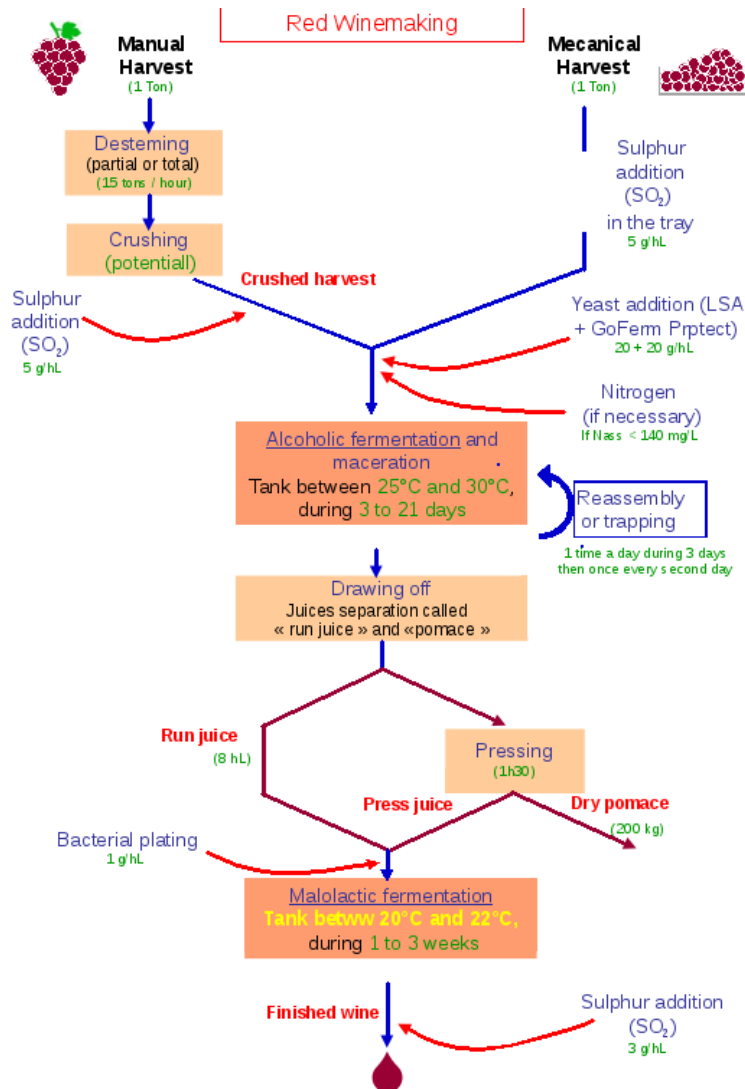 Red Winemaking
Manual
Harvest
(1 Ton)
Mecanical
Harvest
(1 Ton)
Desteming
(partial or total)
(15 tons / hour)
Sulphur
addition
(SO₂)
in the tray
5 g/hL
Crushing
(potentiall)
Crushed harvest
Sulphur
addition
(SO₂)
5 g/hL
Yeast addition (LSA
+ GoFerm Prptect)
20 + 20 g/hL
Nitrogen
(if necessary)
If Nass < 140 mg/L
Alcoholic fermentation and
maceration
Tank between 25°C and 30°C,
during 3 to 21 days
Reassembly
or trapping
1 time a day during 3 days
then once every second day
Drawing off
Juices separation called
« run juice » and «pomace »
Run juice
(8 hL)
Pressing
(1h30)
Press juice
Dry pomace
(200 kg)
Bacterial plating
1 g/hL
Malolactic fermentation
Tank betww 20°C and 22°C,
during 1 to 3 weeks
Finished wine
Sulphur addition
(SO₂)
3 g/hL